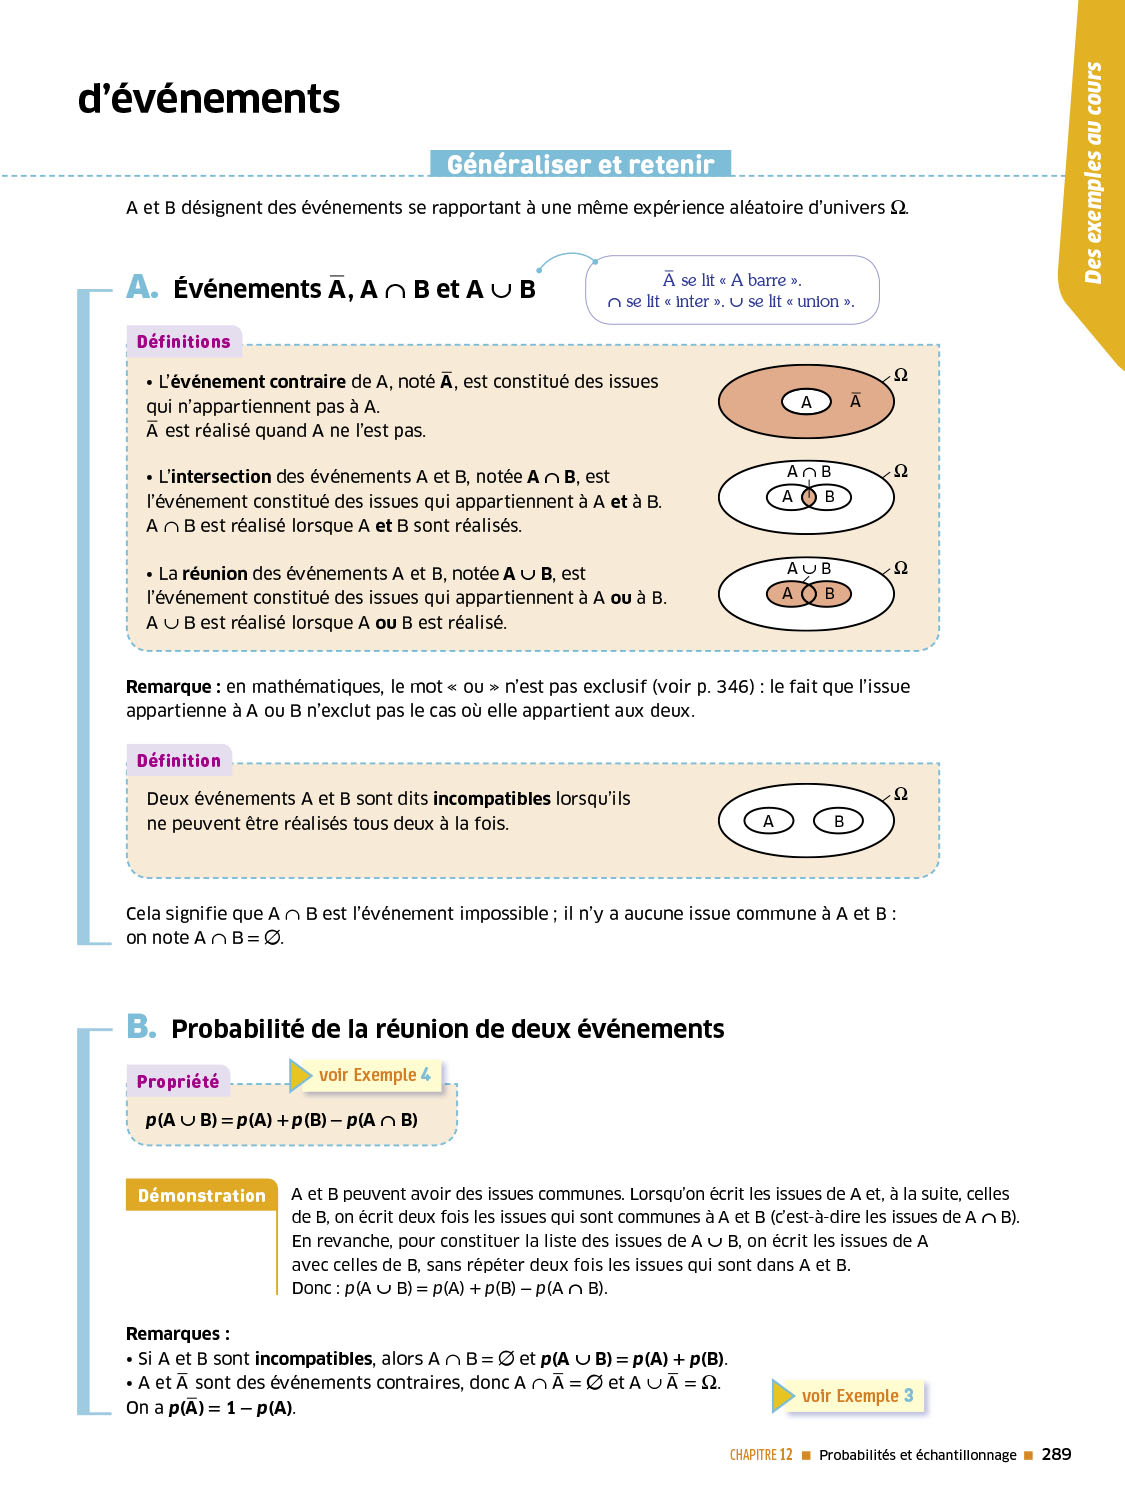 d’événements
Des exemples au cours
Généraliser et retenir
A et B désignent des événements se rapportant à une même expérience aléatoire d’univers Ω.
A. Événements A̅, A ∩ B et A ∪ B
A̅ se lit « A barre ».
∩ se lit « inter ». ∪ se lit « union ».
Définitions
• L’événement contraire de A, noté A̅, est constitué des issues
qui n’appartiennent pas à A.
A̅ est réalisé quand A ne l’est pas.
A A̅ Ω
• L’intersection des événements A et B, notée A ∩ B, est
l’événement constitué des issues qui appartiennent à A et à B.
A ∩ B est réalisé lorsque A et B sont réalisés.
A ∩ B Ω
A B
• La réunion des événements A et B, notée A ∪ B, est
l’événement constitué des issues qui appartiennent à A ou à B.
A ∪ B est réalisé lorsque A ou B est réalisé.
A ∪ B Ω
A B
Remarque : en mathématiques, le mot « ou » n’est pas exclusif (voir p. 346) : le fait que l’issue
appartienne à A ou B n’exclut pas le cas où elle appartient aux deux.
Définition
Deux événements A et B sont dits incompatibles lorsqu’ils
ne peuvent être réalisés tous deux à la fois.
Ω
A B
Cela signifie que A ∩ B est l’événement impossible ; il n’y a aucune issue commune à A et B :
on note A ∩ B = ∅.
B. Probabilité de la réunion de deux événements
Propriété
voir Exemple 4
p(A ∪ B) = p(A) + p(B) – p(A ∩ B)
Démonstration
A et B peuvent avoir des issues communes. Lorsqu’on écrit les issues de A et, à la suite, celles
de B, on écrit deux fois les issues qui sont communes à A et B (c’est-à-dire les issues de A ∩ B).
En revanche, pour constituer la liste des issues de A ∪ B, on écrit les issues de A
avec celles de B, sans répéter deux fois les issues qui sont dans A et B.
Donc : p(A ∪ B) = p(A) + p(B) – p(A ∩ B).
Remarques :
• Si A et B sont incompatibles, alors A ∩ B = ∅ et p(A ∪ B) = p(A) + p(B).
• A et A̅ sont des événements contraires, donc A ∩ A̅ = ∅ et A ∪ A̅ = Ω.
On a p(A̅) = 1 – p(A).
voir Exemple 3
CHAPITRE 12 ■ Probabilités et échantillonnage ■ 289